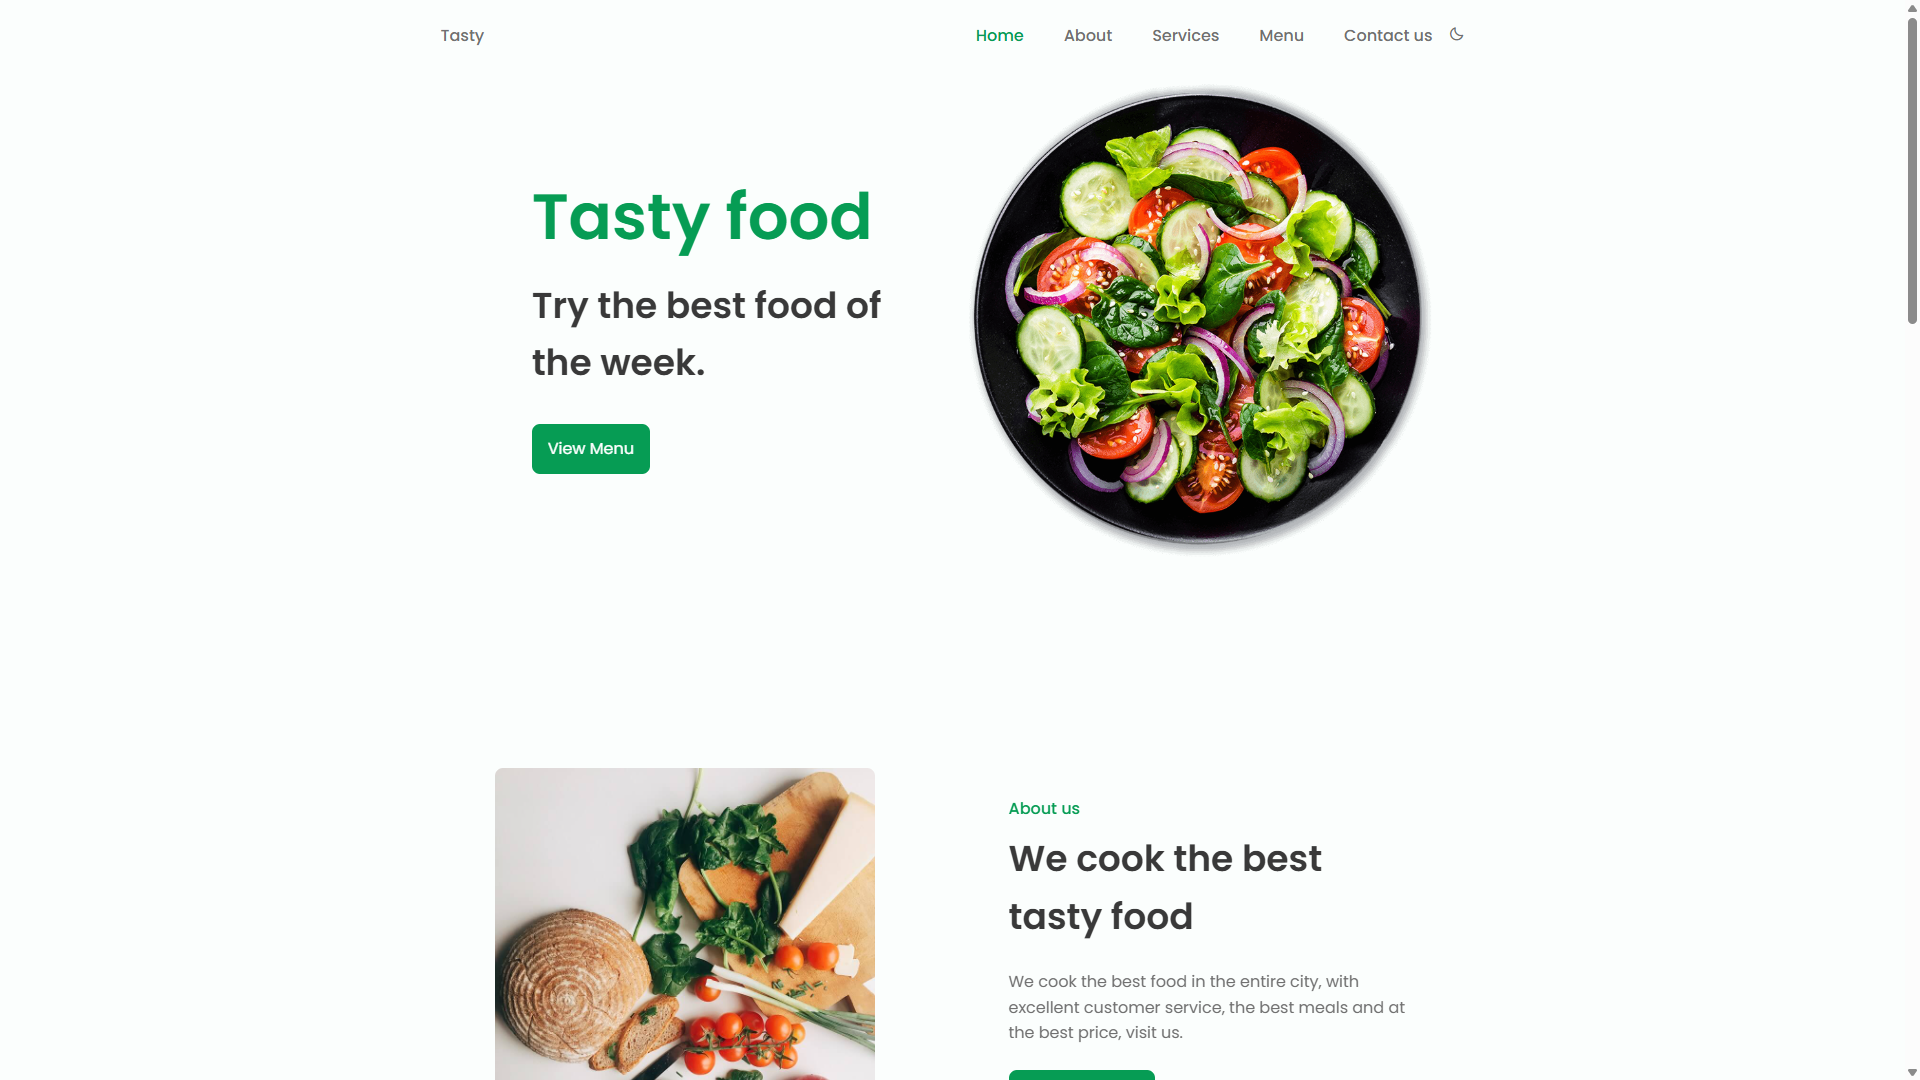 Tasty
Home About Services Menu Contact us
Tasty food
Try the best food of
the week.
View Menu
About us
We cook the best
tasty food
We cook the best food in the entire city, with
excellent customer service, the best meals and at
the best price, visit us.